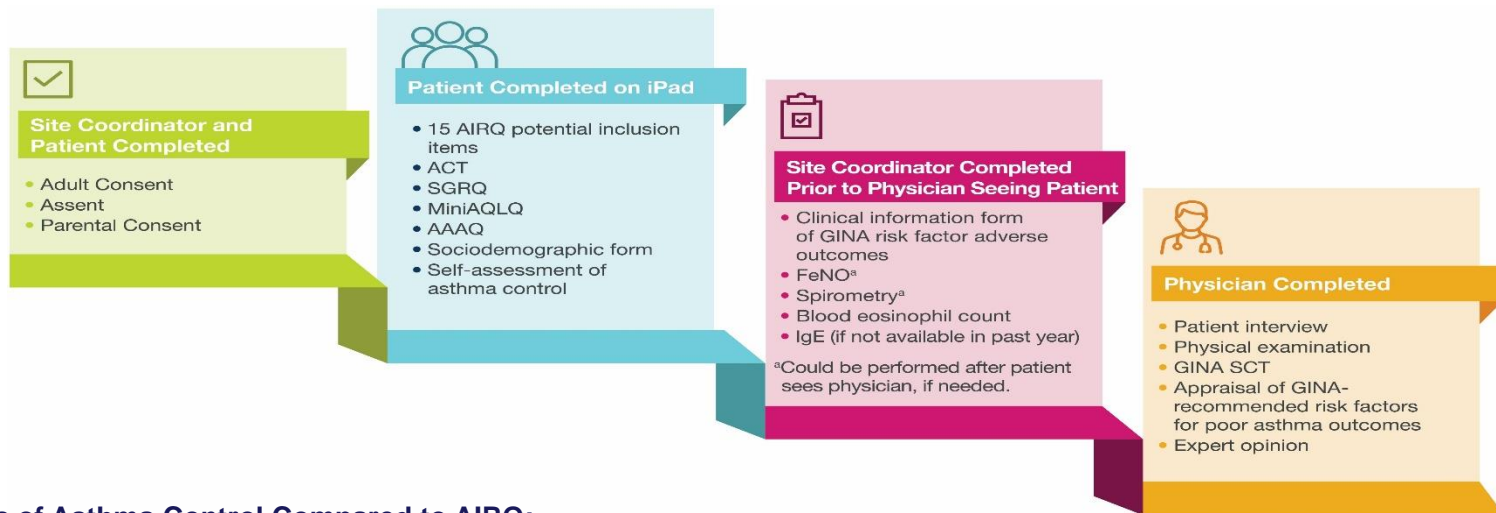 Site Coordinator and
Patient Completed
• Adult Consent
• Assent
• Parental Consent
Patient Completed on iPad
• 15 AIRQ potential inclusion
items
• ACT
• SGRQ
• MiniAQLQ
• AAAQ
• Sociodemographic form
• Self-assessment of
asthma control
Site Coordinator Completed
Prior to Physician Seeing Patient
• Clinical information form
of GINA risk factor adverse
outcomes
• FeNOᵃ
• Spirometryᵃ
• Blood eosinophil count
• IgE (if not available in past year)
ᵃCould be performed after patient
sees physician, if needed.
Physician Completed
• Patient interview
• Physical examination
• GINA SCT
• Appraisal of GINA-
recommended risk factors
for poor asthma outcomes
• Expert opinion
of Asthma Control Compared to